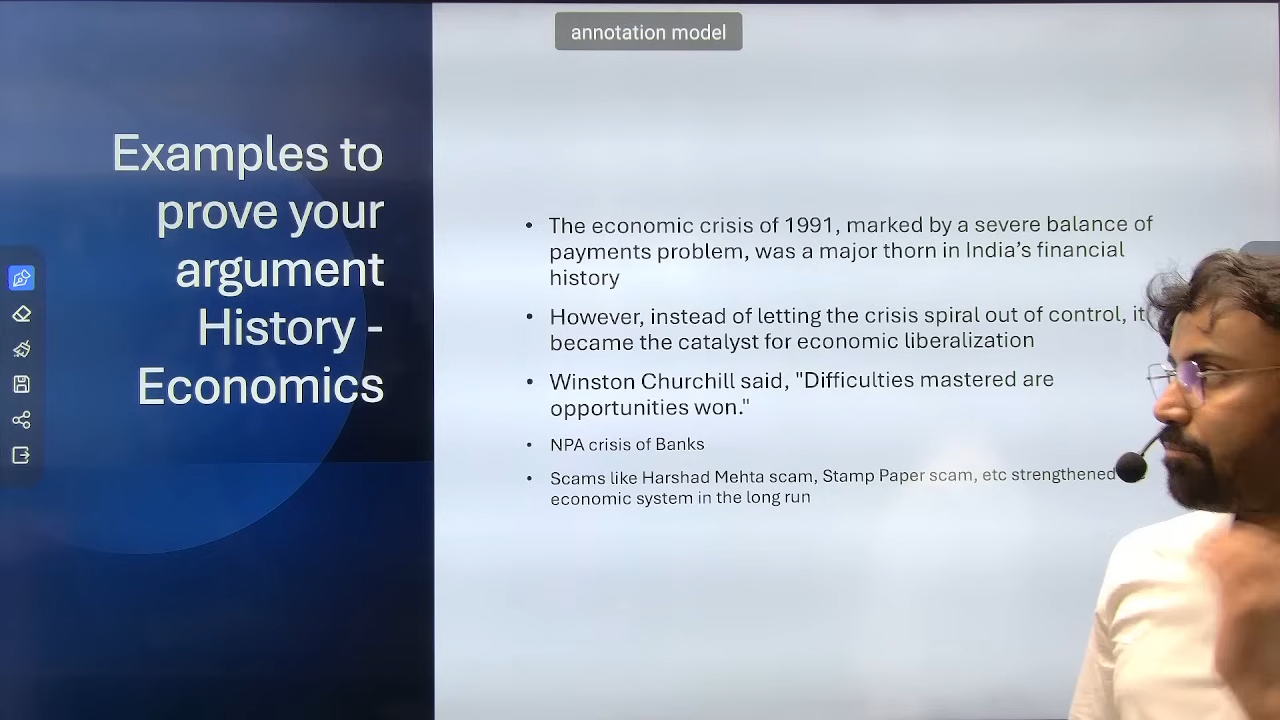 annotation model
Examples to
prove your
argument
History -
Economics
• The economic crisis of 1991, marked by a severe balance of
payments problem, was a major thorn in India’s financial
history
• However, instead of letting the crisis spiral out of control, it
became the catalyst for economic liberalization
• Winston Churchill said, "Difficulties mastered are
opportunities won."
• NPA crisis of Banks
• Scams like Harshad Mehta scam, Stamp Paper scam, etc strengthened
economic system in the long run